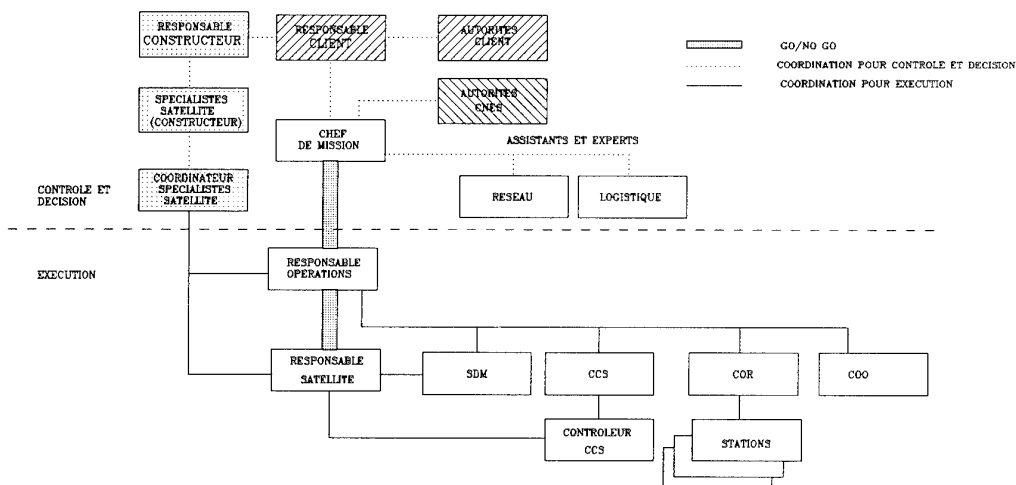 RESPONSABLE
CONSTRUCTEUR
RESPONSABLE
CLIENT
AUTORITES
CLIENT
GO/NO GO
COORDINATION POUR CONTROLE ET DECISION
COORDINATION POUR EXECUTION
SPECIALISTES
SATELLITE
(CONSTRUCTEUR)
AUTORITES
CNES
CHEF
DE MISSION
ASSISTANTS ET EXPERTS
COORDINATEUR
SPECIALISTES
SATELLITE
RESEAU
LOGISTIQUE
CONTROLE ET
DECISION
EXECUTION
RESPONSABLE
OPERATIONS
RESPONSABLE
SATELLITE
SDM
CCS
COR
COO
CONTROLEUR
CCS
STATIONS